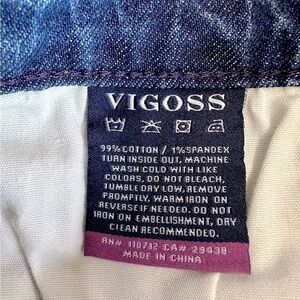 VIGOSS
99% COTTON / 1% SPANDEX
TURN INSIDE OUT, MACHINE
WASH COLD WITH LIKE
COLORS, DO NOT BLEACH,
TUMBLE DRY LOW, REMOVE
PROMPTLY, WARM IRON ON
REVERSE IF NEEDED. DO NOT
IRON ON EMBELLISHMENT, DRY
CLEAN RECOMMENDED.
RN# 110712 CA# 29438
MADE IN CHINA